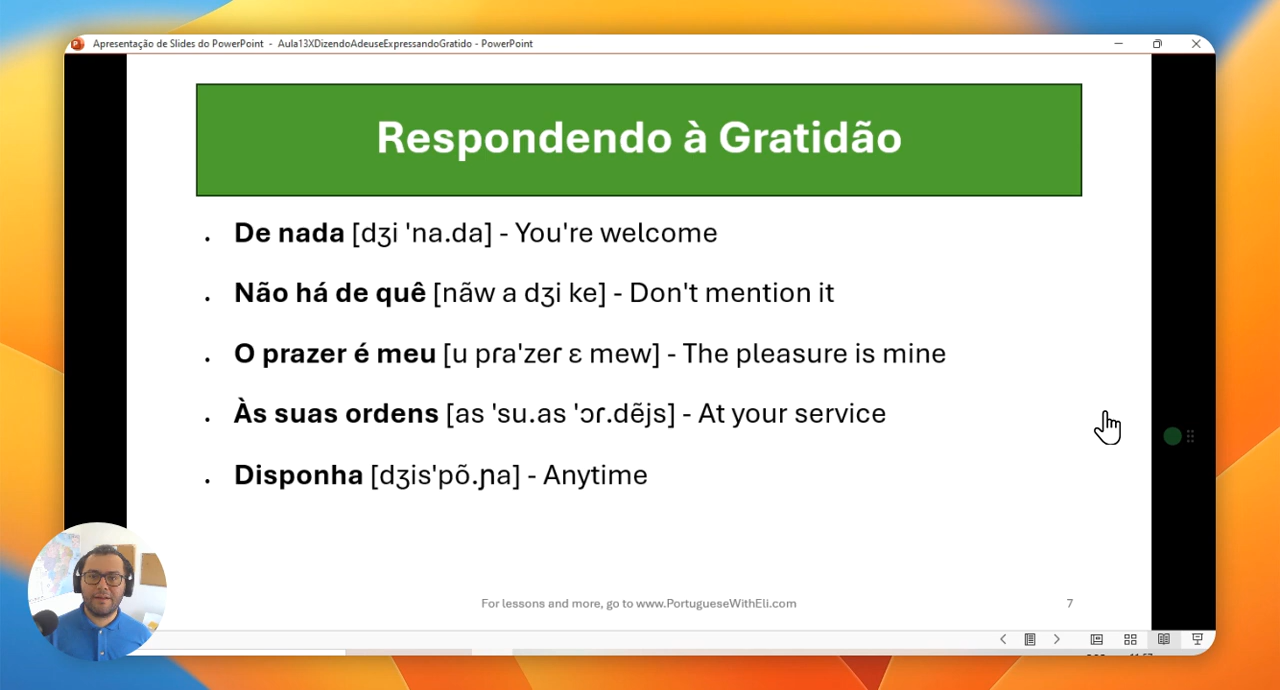 Apresentação de Slides do PowerPoint - Aula13XDizendoAdeuseExpressandoGratido - PowerPoint
Respondendo à Gratidão
. De nada [dʒi 'na.da] - You're welcome
. Não há de quê [nãw a dʒi ke] - Don't mention it
. O prazer é meu [u pɾa'zeɾ ɛ mew] - The pleasure is mine
. Às suas ordens [as 'su.as 'ɔɾ.dẽjs] - At your service
. Disponha [dʒis'põ.ɲa] - Anytime
For lessons and more, go to www.PortugueseWithEli.com
7